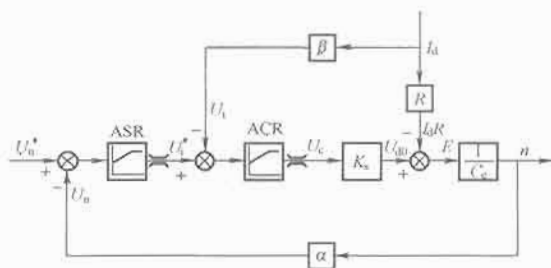 β
I_d
R
U_i
ASR
ACR
I_dR
U_n*
U_i*
U_c
K_s
U_d0
E
1
C_e
n
+
−
U_n
α